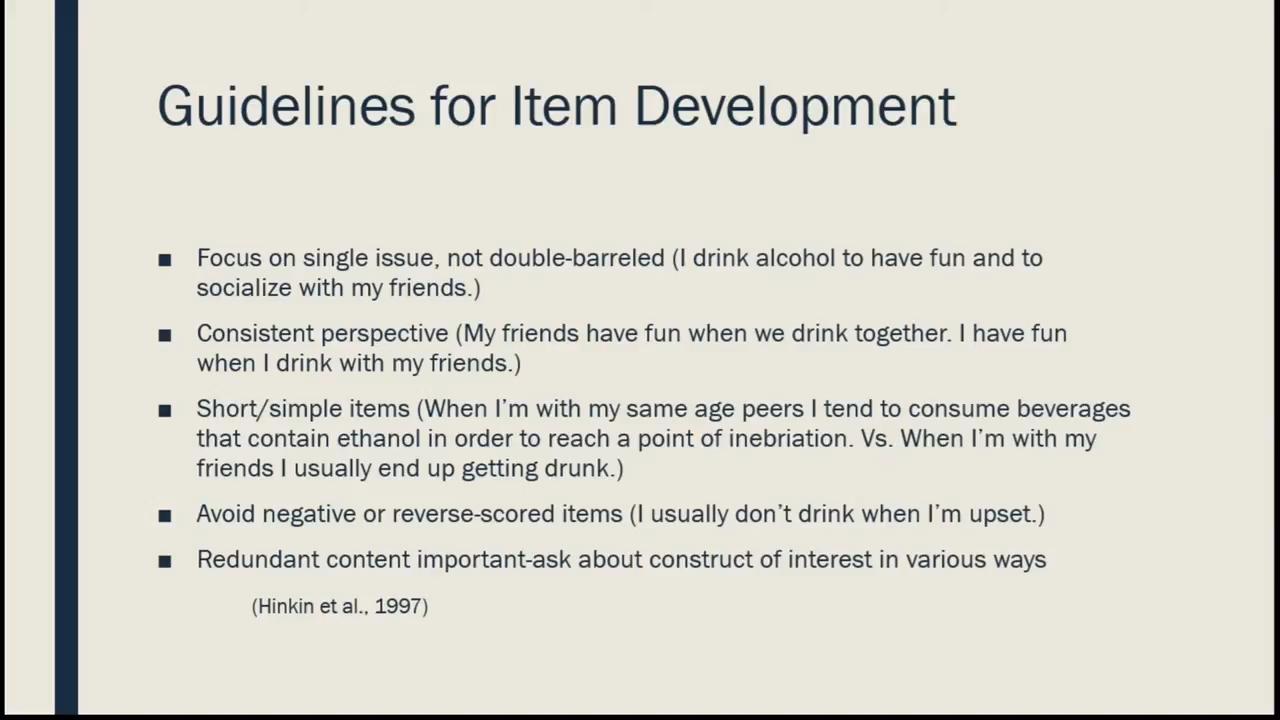 Guidelines for Item Development
■ Focus on single issue, not double-barreled (I drink alcohol to have fun and to
socialize with my friends.)
■ Consistent perspective (My friends have fun when we drink together. I have fun
when I drink with my friends.)
■ Short/simple items (When I’m with my same age peers I tend to consume beverages
that contain ethanol in order to reach a point of inebriation. Vs. When I’m with my
friends I usually end up getting drunk.)
■ Avoid negative or reverse-scored items (I usually don’t drink when I’m upset.)
■ Redundant content important-ask about construct of interest in various ways
(Hinkin et al., 1997)